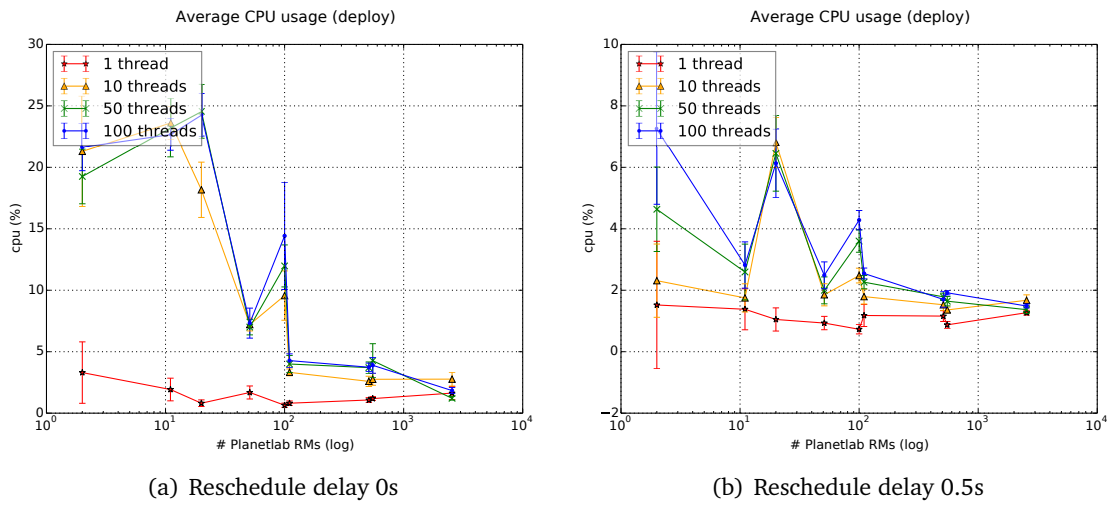 Average CPU usage (deploy)
30
25
20
15
10
5
0
cpu (%)
1 thread
10 threads
50 threads
100 threads
10^0
10^1
10^2
10^3
10^4
# Planetlab RMs (log)
(a) Reschedule delay 0s
Average CPU usage (deploy)
10
8
6
4
2
0
−2
cpu (%)
1 thread
10 threads
50 threads
100 threads
10^0
10^1
10^2
10^3
10^4
# Planetlab RMs (log)
(b) Reschedule delay 0.5s